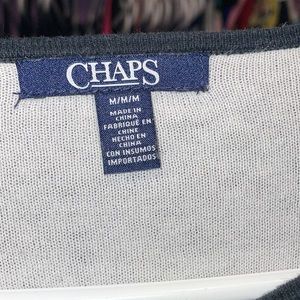 CHAPS
M/M/M
MADE IN
CHINA
FABRIQUÉ EN
CHINE
HECHO EN
CHINA
CON INSUMOS
IMPORTADOS